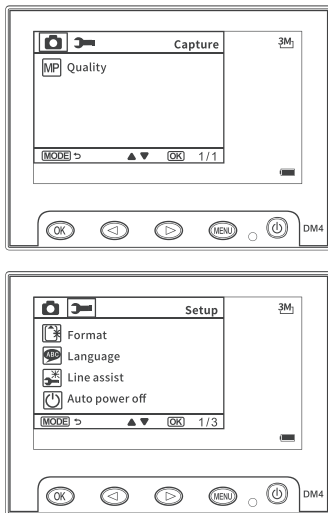 Capture
3M
MP Quality
MODE OK 1/1
OK MENU DM4
Setup
3M
Format
ABC Language
Line assist
Auto power off
MODE OK 1/3
OK MENU DM4